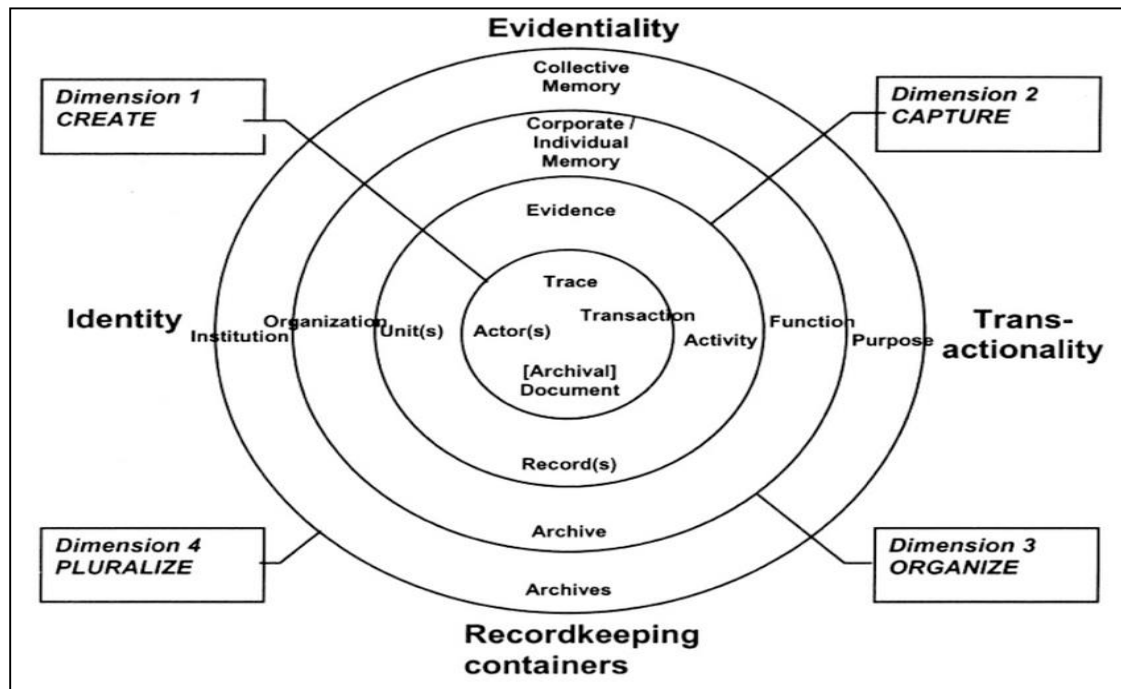 Evidentiality
Collective
Memory
Dimension 1
CREATE
Dimension 2
CAPTURE
Corporate /
Individual
Memory
Evidence
Trace
Identity
Institution
Organization
Unit(s)
Actor(s)
Transaction
Activity
Function
Purpose
Trans-
actionality
[Archival]
Document
Record(s)
Archive
Dimension 4
PLURALIZE
Dimension 3
ORGANIZE
Archives
Recordkeeping
containers